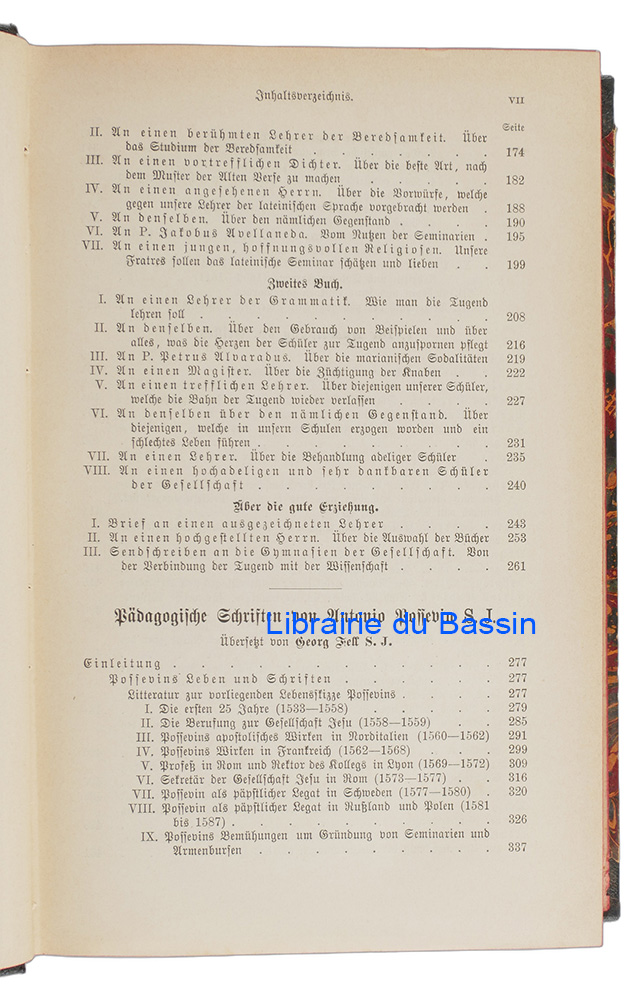 Inhaltsverzeichnis. VII
Seite
II. An einen berühmten Lehrer der Beredsamkeit. Über
das Studium der Beredsamkeit . . . . . . . 174
III. An einen vortrefflichen Dichter. Über die beste Art, nach
dem Muster der Alten Verse zu machen . . . . . 182
IV. An einen angesehenen Herrn. Über die Vorwürfe, welche
gegen unsere Lehrer der lateinischen Sprache vorgebracht werden . 188
V. An denselben. Über den nämlichen Gegenstand . . . . 190
VI. An P. Jakobus Avellaneda. Vom Nutzen der Seminarien . 195
VII. An einen jungen, hoffnungsvollen Religiosen. Unsere
Fratres sollen das lateinische Seminar schätzen und lieben . . 199
Zweites Buch.
I. An einen Lehrer der Grammatik. Wie man die Tugend
lehren soll . . . . . . . . . . 208
II. An denselben. Über den Gebrauch von Beispielen und über
alles, was die Herzen der Schüler zur Tugend anzuspornen pflegt 216
III. An P. Petrus Alvaradus. Über die marianischen Sodalitäten 219
IV. An einen Magister. Über die Züchtigung der Knaben . . 222
V. An einen trefflichen Lehrer. Über diejenigen unserer Schüler,
welche die Bahn der Tugend wieder verlassen . . . . 227
VI. An denselben über den nämlichen Gegenstand. Über
diejenigen, welche in unsern Schulen erzogen worden und ein
schlechtes Leben führen . . . . . . . . . 231
VII. An einen Lehrer. Über die Behandlung adeliger Schüler . 235
VIII. An einen hochadeligen und sehr dankbaren Schüler
der Gesellschaft . . . . . . . . . 240
Über die gute Erziehung.
I. Brief an einen ausgezeichneten Lehrer . . . . 243
II. An einen hochgestellten Herrn. Über die Auswahl der Bücher 253
III. Sendschreiben an die Gymnasien der Gesellschaft. Von
der Verbindung der Tugend mit der Wissenschaft . . . . 261
Pädagogische Schriften von Antonio Possevin S. J.
Librairie du Bassin
Übersetzt von Georg Fell S. J.
Einleitung . . . . . . . . . . . . 277
Possevins Leben und Schriften . . . . . . 277
Litteratur zur vorliegenden Lebensskizze Possevins . . . . 277
I. Die ersten 25 Jahre (1533—1558) . . . . . 279
II. Die Berufung zur Gesellschaft Jesu (1558—1559) . . 285
III. Possevins apostolisches Wirken in Norditalien (1560—1562) 291
IV. Possevins Wirken in Frankreich (1562—1568) . . . 299
V. Profeß in Rom und Rektor des Kollegs in Lyon (1569—1572) 309
VI. Sekretär der Gesellschaft Jesu in Rom (1573—1577) . . 316
VII. Possevin als päpstlicher Legat in Schweden (1577—1580) . 320
VIII. Possevin als päpstlicher Legat in Rußland und Polen (1581
bis 1587) . . . . . . . . . . 326
IX. Possevins Bemühungen um Gründung von Seminarien und
Armenbursen . . . . . . . . . 337